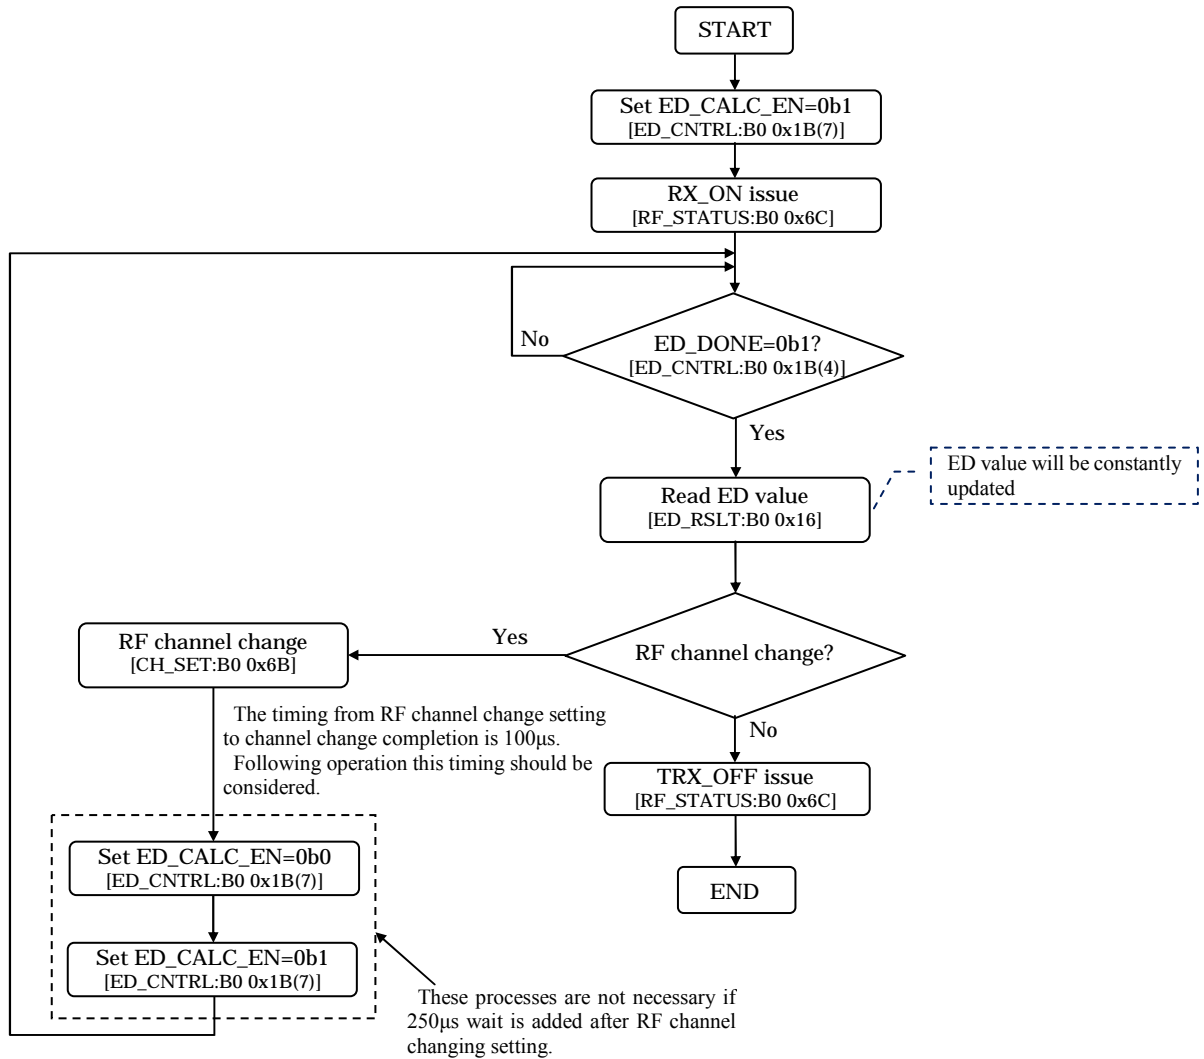 START
Set ED_CALC_EN=0b1
[ED_CNTRL:B0 0x1B(7)]
RX_ON issue
[RF_STATUS:B0 0x6C]
No
ED_DONE=0b1?
[ED_CNTRL:B0 0x1B(4)]
Yes
ED value will be constantly
updated
Read ED value
[ED_RSLT:B0 0x16]
RF channel change?
Yes
RF channel change
[CH_SET:B0 0x6B]
The timing from RF channel change setting
to channel change completion is 100μs.
Following operation this timing should be
considered.
No
TRX_OFF issue
[RF_STATUS:B0 0x6C]
END
Set ED_CALC_EN=0b0
[ED_CNTRL:B0 0x1B(7)]
Set ED_CALC_EN=0b1
[ED_CNTRL:B0 0x1B(7)]
These processes are not necessary if
250μs wait is added after RF channel
changing setting.